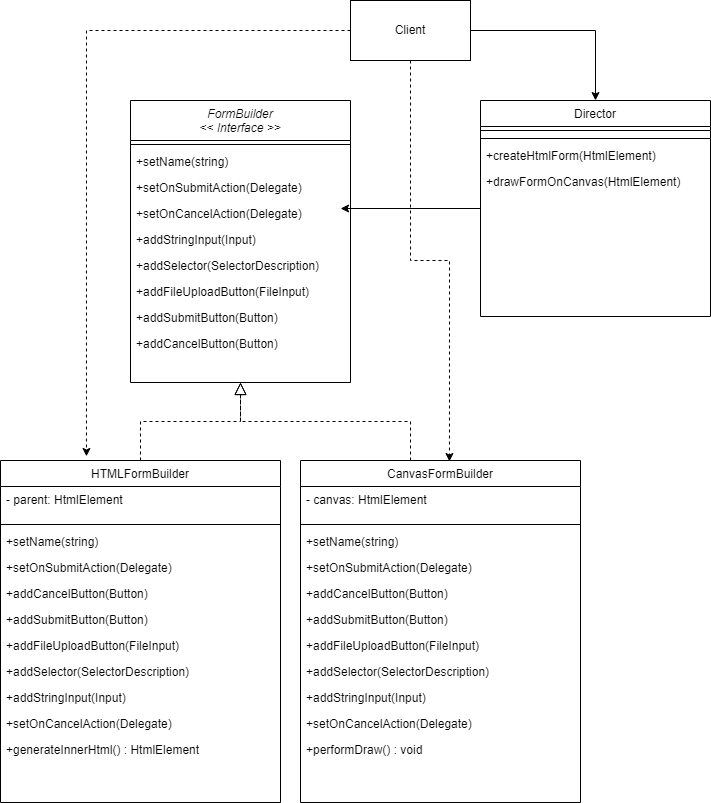 Client
FormBuilder
<< Interface >>
+setName(string)
+setOnSubmitAction(Delegate)
+setOnCancelAction(Delegate)
+addStringInput(Input)
+addSelector(SelectorDescription)
+addFileUploadButton(FileInput)
+addSubmitButton(Button)
+addCancelButton(Button)
Director
+createHtmlForm(HtmlElement)
+drawFormOnCanvas(HtmlElement)
HTMLFormBuilder
- parent: HtmlElement
+setName(string)
+setOnSubmitAction(Delegate)
+addCancelButton(Button)
+addSubmitButton(Button)
+addFileUploadButton(FileInput)
+addSelector(SelectorDescription)
+addStringInput(Input)
+setOnCancelAction(Delegate)
+generateInnerHtml() : HtmlElement
CanvasFormBuilder
- canvas: HtmlElement
+setName(string)
+setOnSubmitAction(Delegate)
+addCancelButton(Button)
+addSubmitButton(Button)
+addFileUploadButton(FileInput)
+addSelector(SelectorDescription)
+addStringInput(Input)
+setOnCancelAction(Delegate)
+performDraw() : void